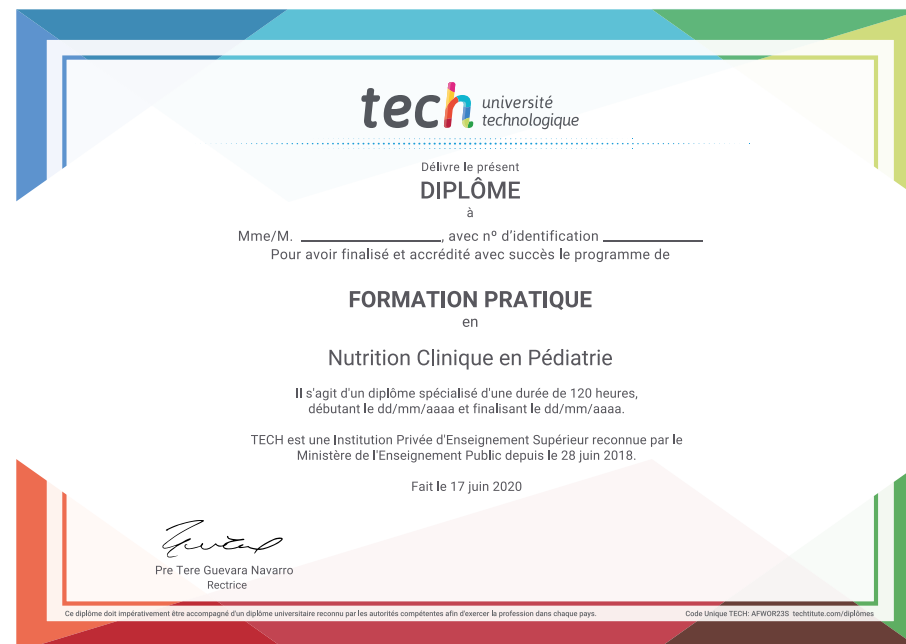 tech université
technologique
Délivre le présent
DIPLÔME
à
Mme/M. ____________________, avec nº d'identification ______________
Pour avoir finalisé et accrédité avec succès le programme de
FORMATION PRATIQUE
en
Nutrition Clinique en Pédiatrie
Il s'agit d'un diplôme spécialisé d'une durée de 120 heures,
débutant le dd/mm/aaaa et finalisant le dd/mm/aaaa.
TECH est une Institution Privée d'Enseignement Supérieur reconnue par le
Ministère de l'Enseignement Public depuis le 28 juin 2018.
Fait le 17 juin 2020
Pre Tere Guevara Navarro
Rectrice
Ce diplôme doit impérativement être accompagné d'un diplôme universitaire reconnu par les autorités compétentes afin d'exercer la profession dans chaque pays.
Code Unique TECH: AFWOR23S techtitute.com/diplômes